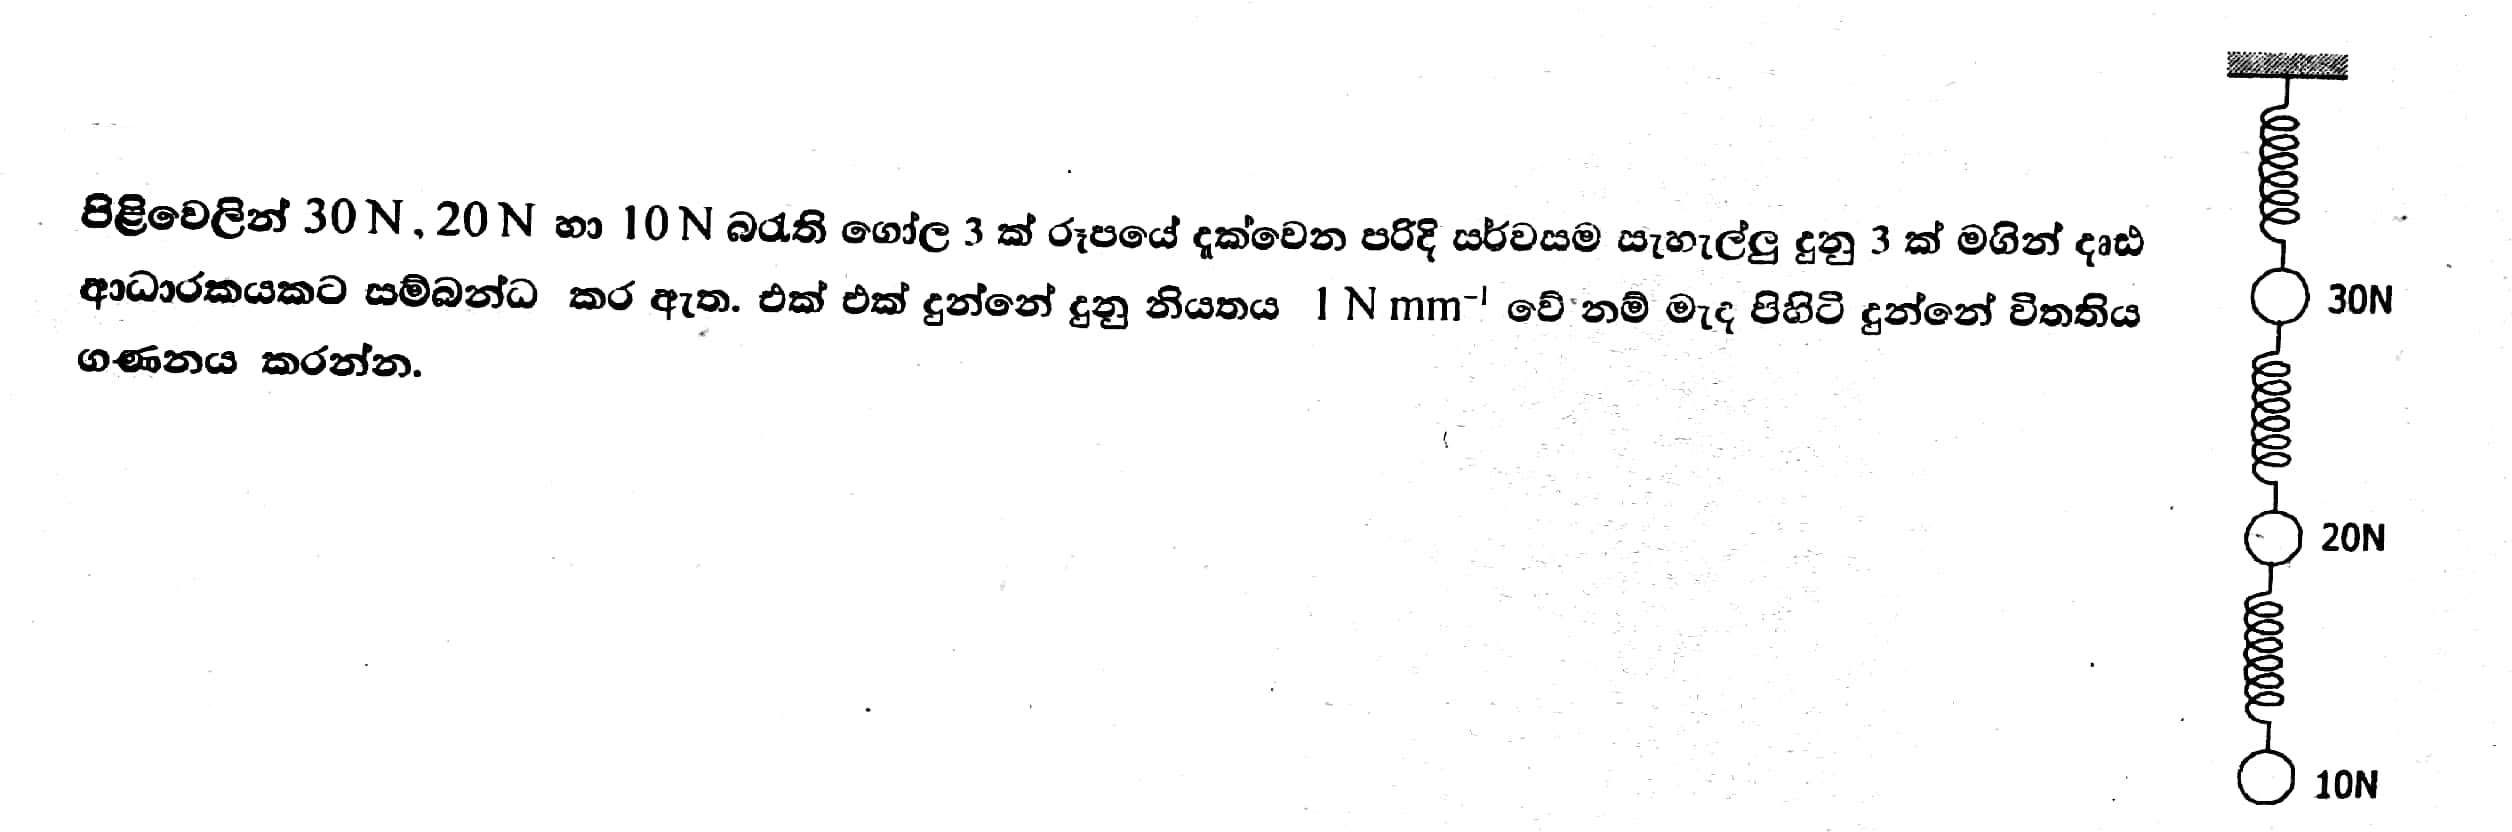 පිළිවෙලින් 30 N, 20 N හා 10 N බරැති ගෝල 3 ක් රූපයේ දැක්වෙන පරිදි සර්වසම සැහැල්ලු දුනු 3 ක් මගින් දෘඪ
ආධාරකයකට සම්බන්ධ කර ඇත. එක් එක් දුන්නේ දුනු නියතය 1 N mm⁻¹ වේ නම් මැද පිහිටි දුන්නේ විතතිය
ගණනය කරන්න.
30N
20N
10N